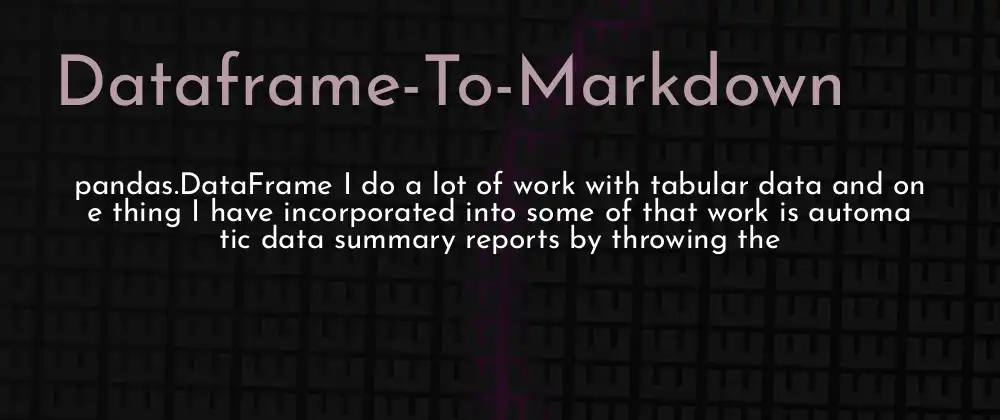 Dataframe-To-Markdown
pandas.DataFrame I do a lot of work with tabular data and on
e thing I have incorporated into some of that work is automa
tic data summary reports by throwing the